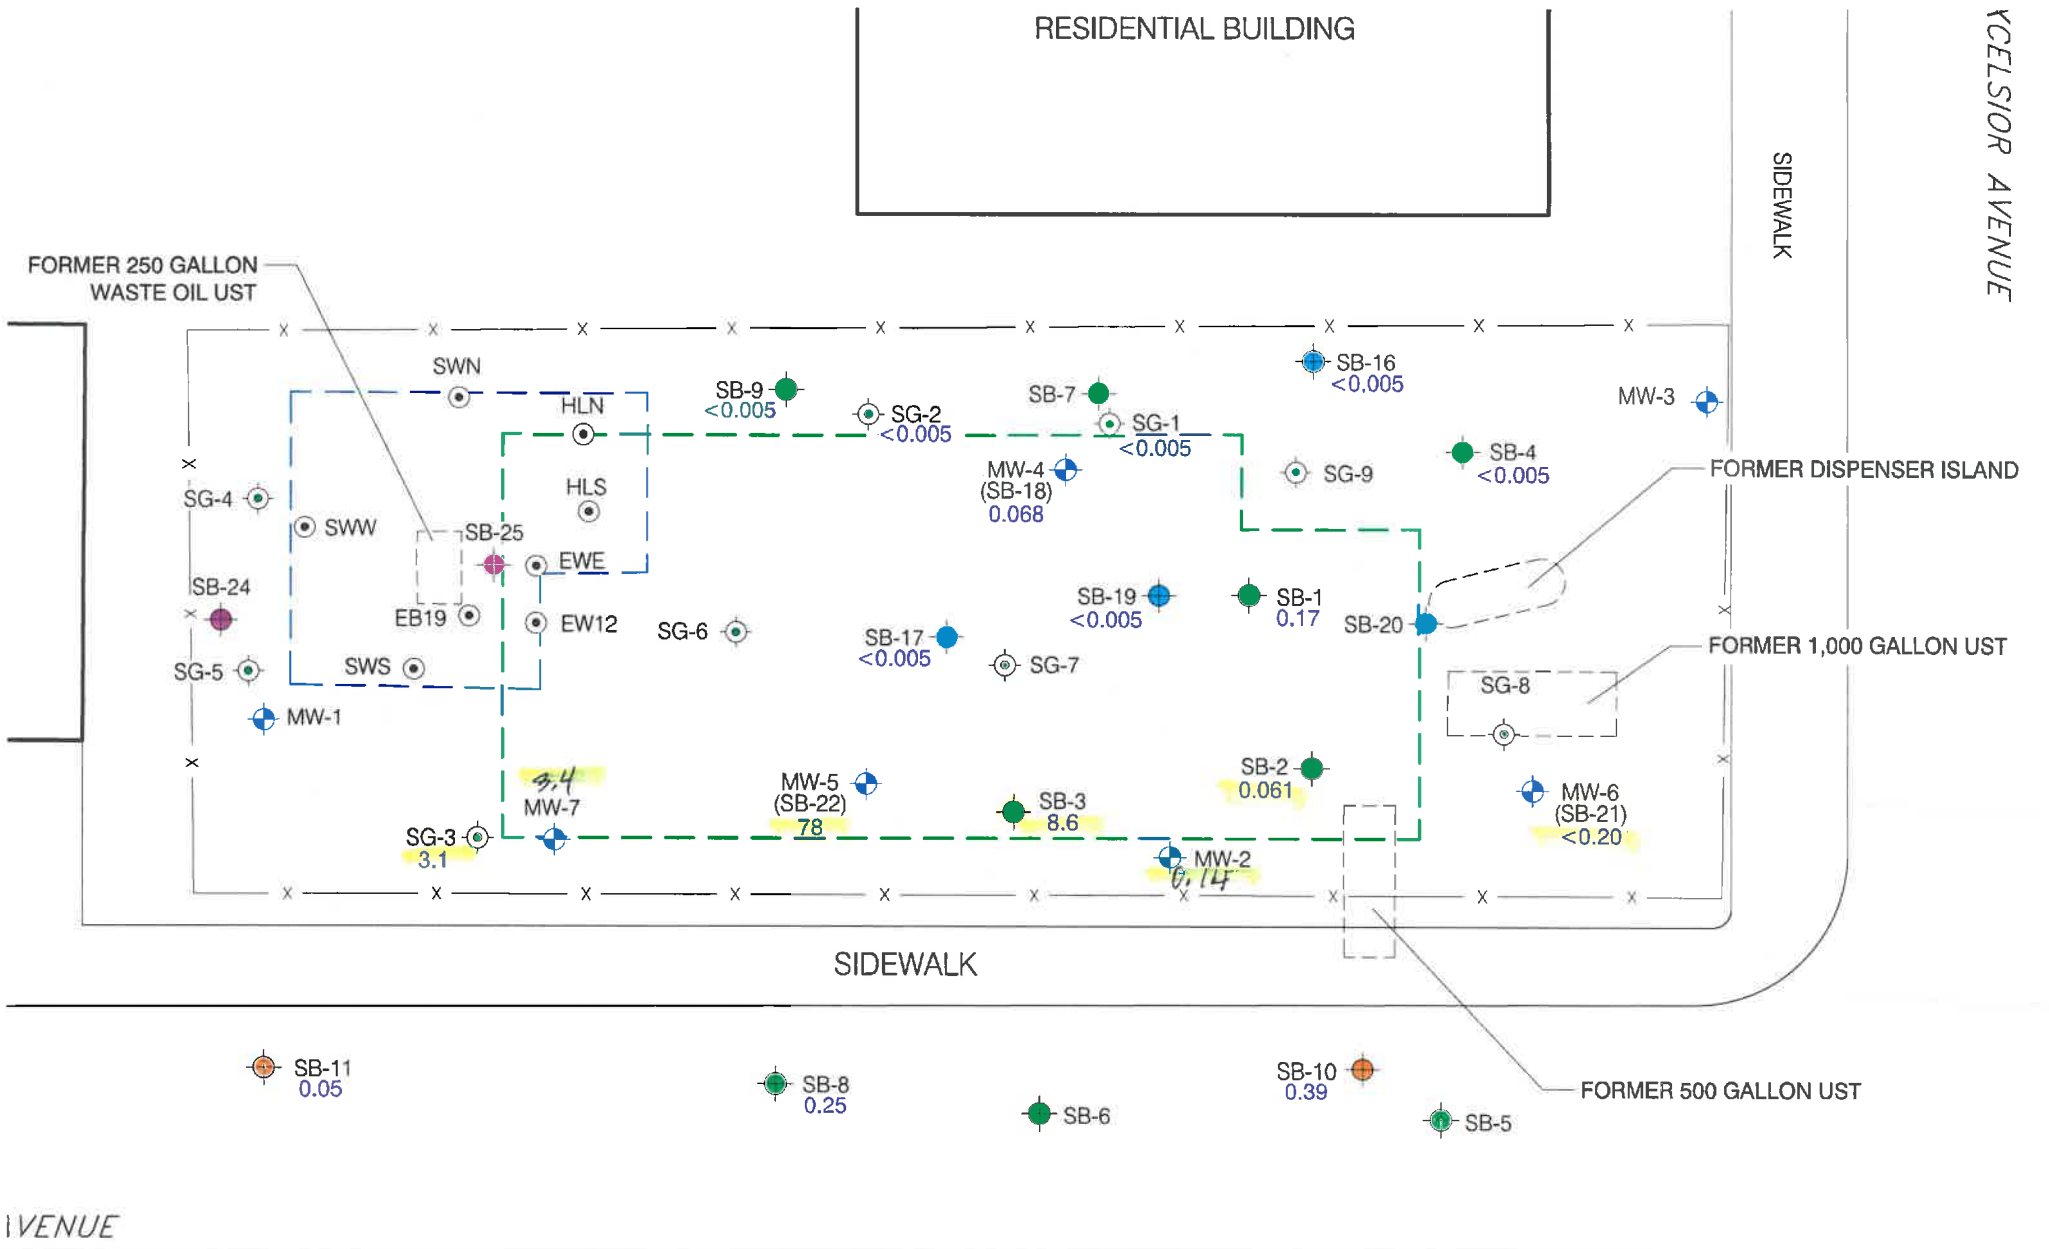 RESIDENTIAL BUILDING
XCELSIOR AVENUE
SIDEWALK
FORMER 250 GALLON
WASTE OIL UST
X X X X X X X X X X
SWN
HLN
SB-9
<0.005
SG-2
<0.005
SB-7
SG-1
<0.005
SB-16
<0.005
MW-3
SB-4
<0.005
FORMER DISPENSER ISLAND
X
SG-4
SWW
HLS
SB-25
EWE
MW-4
(SB-18)
0.068
SG-9
SB-24
X
EB19
EW12
SG-6
SB-17
<0.005
SB-19
<0.005
SB-1
0.17
SB-20
X
FORMER 1,000 GALLON UST
SG-5
SWS
SG-7
SG-8
MW-1
X
3.4
MW-7
MW-5
(SB-22)
78
SB-3
8.6
SB-2
0.061
MW-6
(SB-21)
<0.20
X
SG-3
3.1
MW-2
0.14
X X X X X X X X X X
SIDEWALK
SB-11
0.05
SB-8
0.25
SB-6
SB-10
0.39
SB-5
FORMER 500 GALLON UST
AVENUE